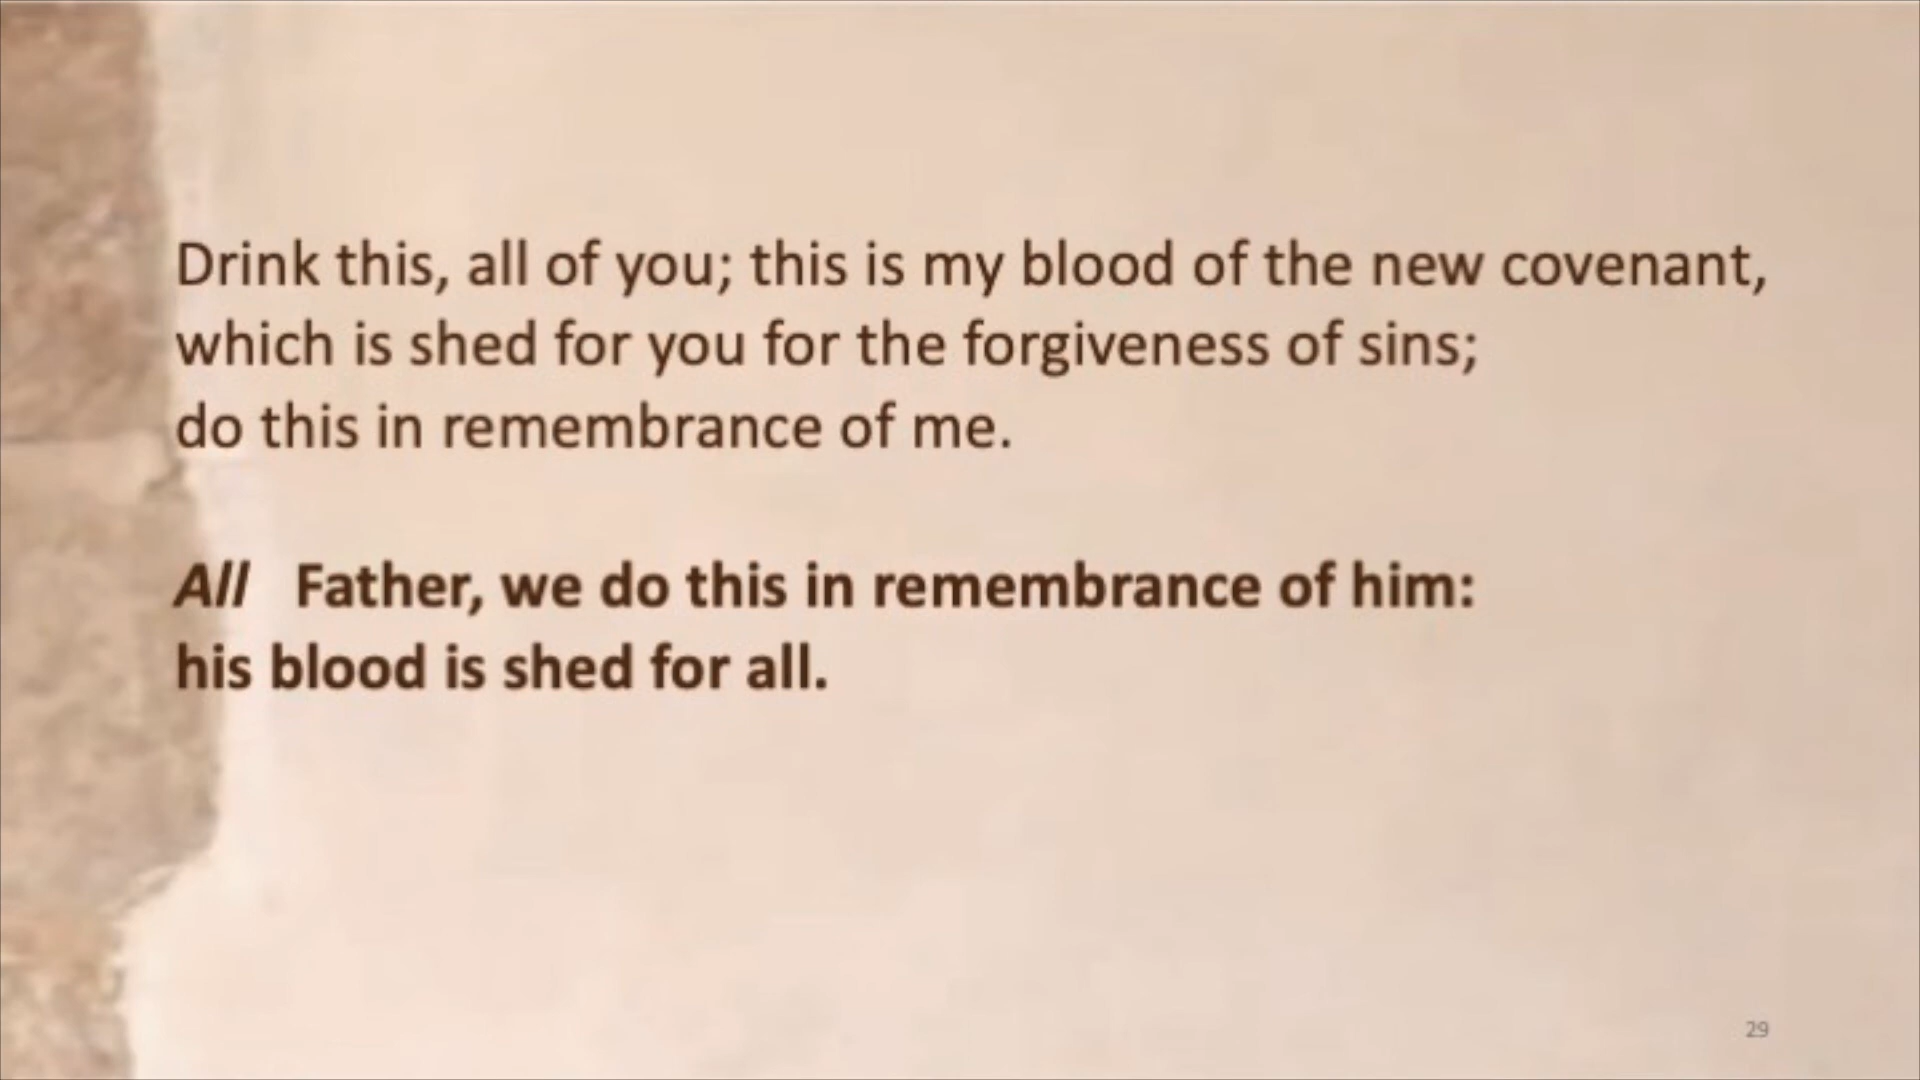 Drink this, all of you; this is my blood of the new covenant,
which is shed for you for the forgiveness of sins;
do this in remembrance of me.
All Father, we do this in remembrance of him:
his blood is shed for all.
29